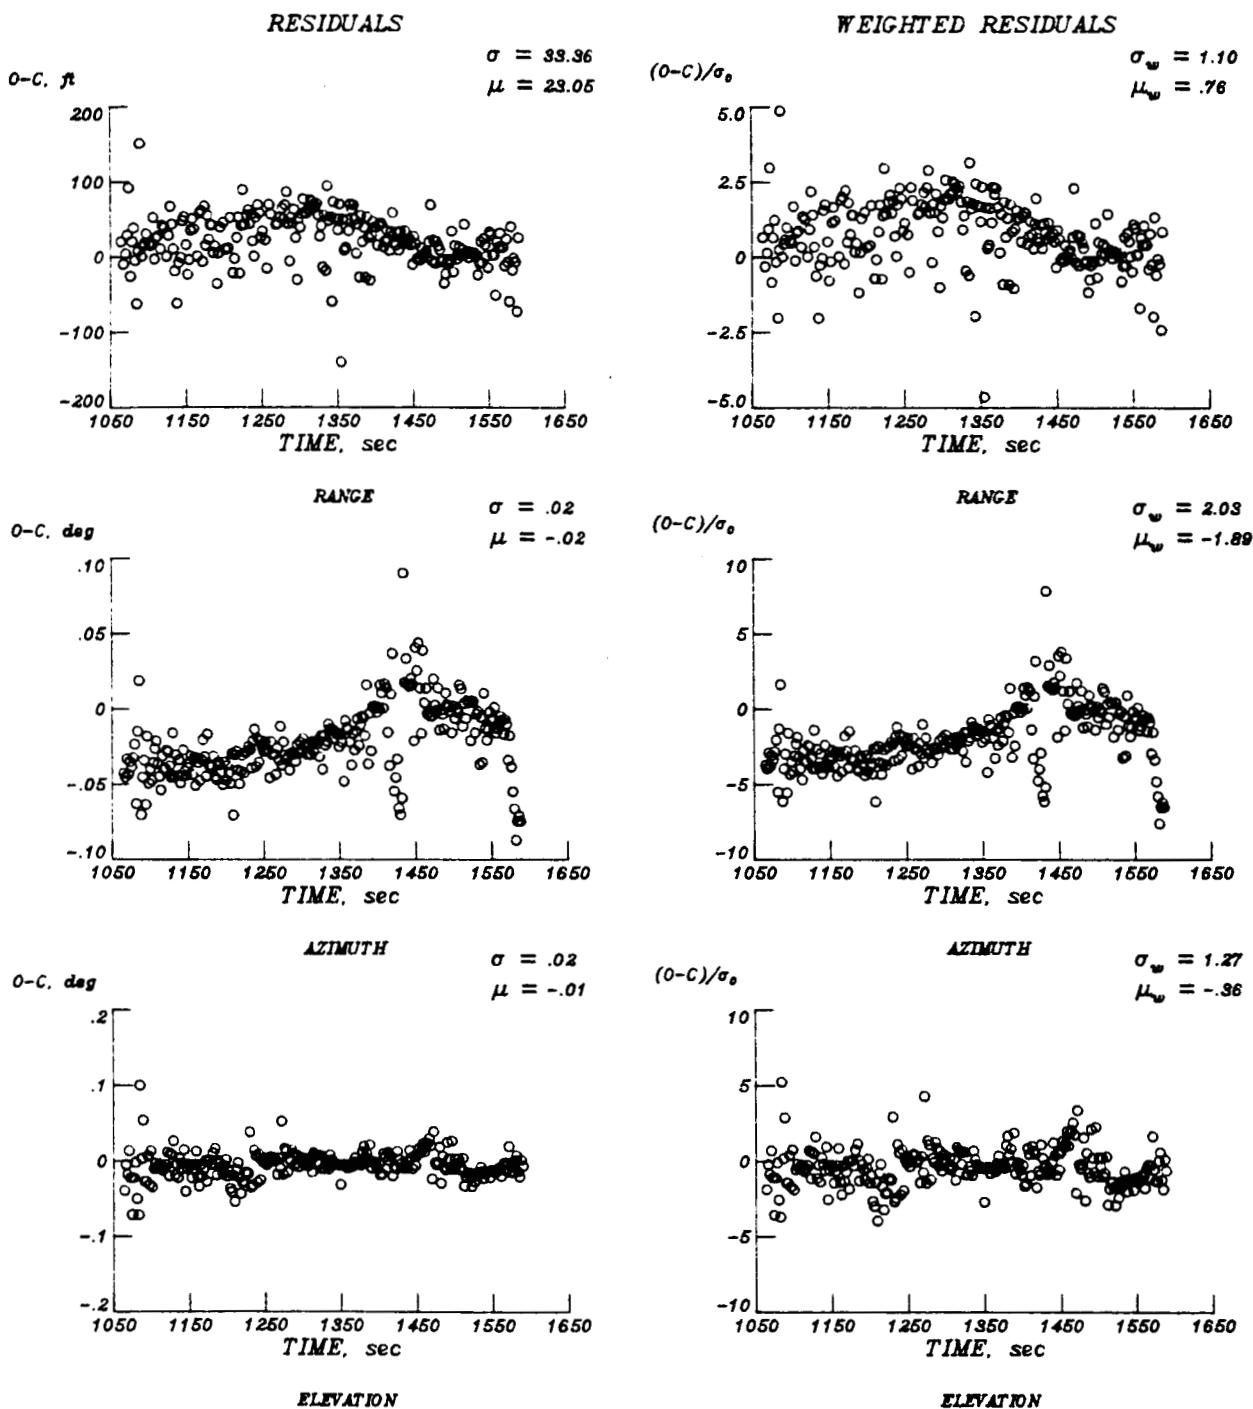 RESIDUALS
WEIGHTED RESIDUALS
O-C, ft
σ = 33.36
μ = 23.05
(O-C)/σ₀
σw = 1.10
μw = .76
200
100
0
-100
-200
1050 1150 1250 1350 1450 1550 1650
TIME, sec
RANGE
5.0
2.5
0
-2.5
-5.0
1050 1150 1250 1350 1450 1550 1650
TIME, sec
RANGE
O-C, deg
σ = .02
μ = -.02
(O-C)/σ₀
σw = 2.03
μw = -1.89
.10
.05
0
-.05
-.10
1050 1150 1250 1350 1450 1550 1650
TIME, sec
AZIMUTH
10
5
0
-5
-10
1050 1150 1250 1350 1450 1550 1650
TIME, sec
AZIMUTH
O-C, deg
σ = .02
μ = -.01
(O-C)/σ₀
σw = 1.27
μw = -.36
.2
.1
0
-.1
-.2
1050 1150 1250 1350 1450 1550 1650
TIME, sec
ELEVATION
10
5
0
-5
-10
1050 1150 1250 1350 1450 1550 1650
TIME, sec
ELEVATION